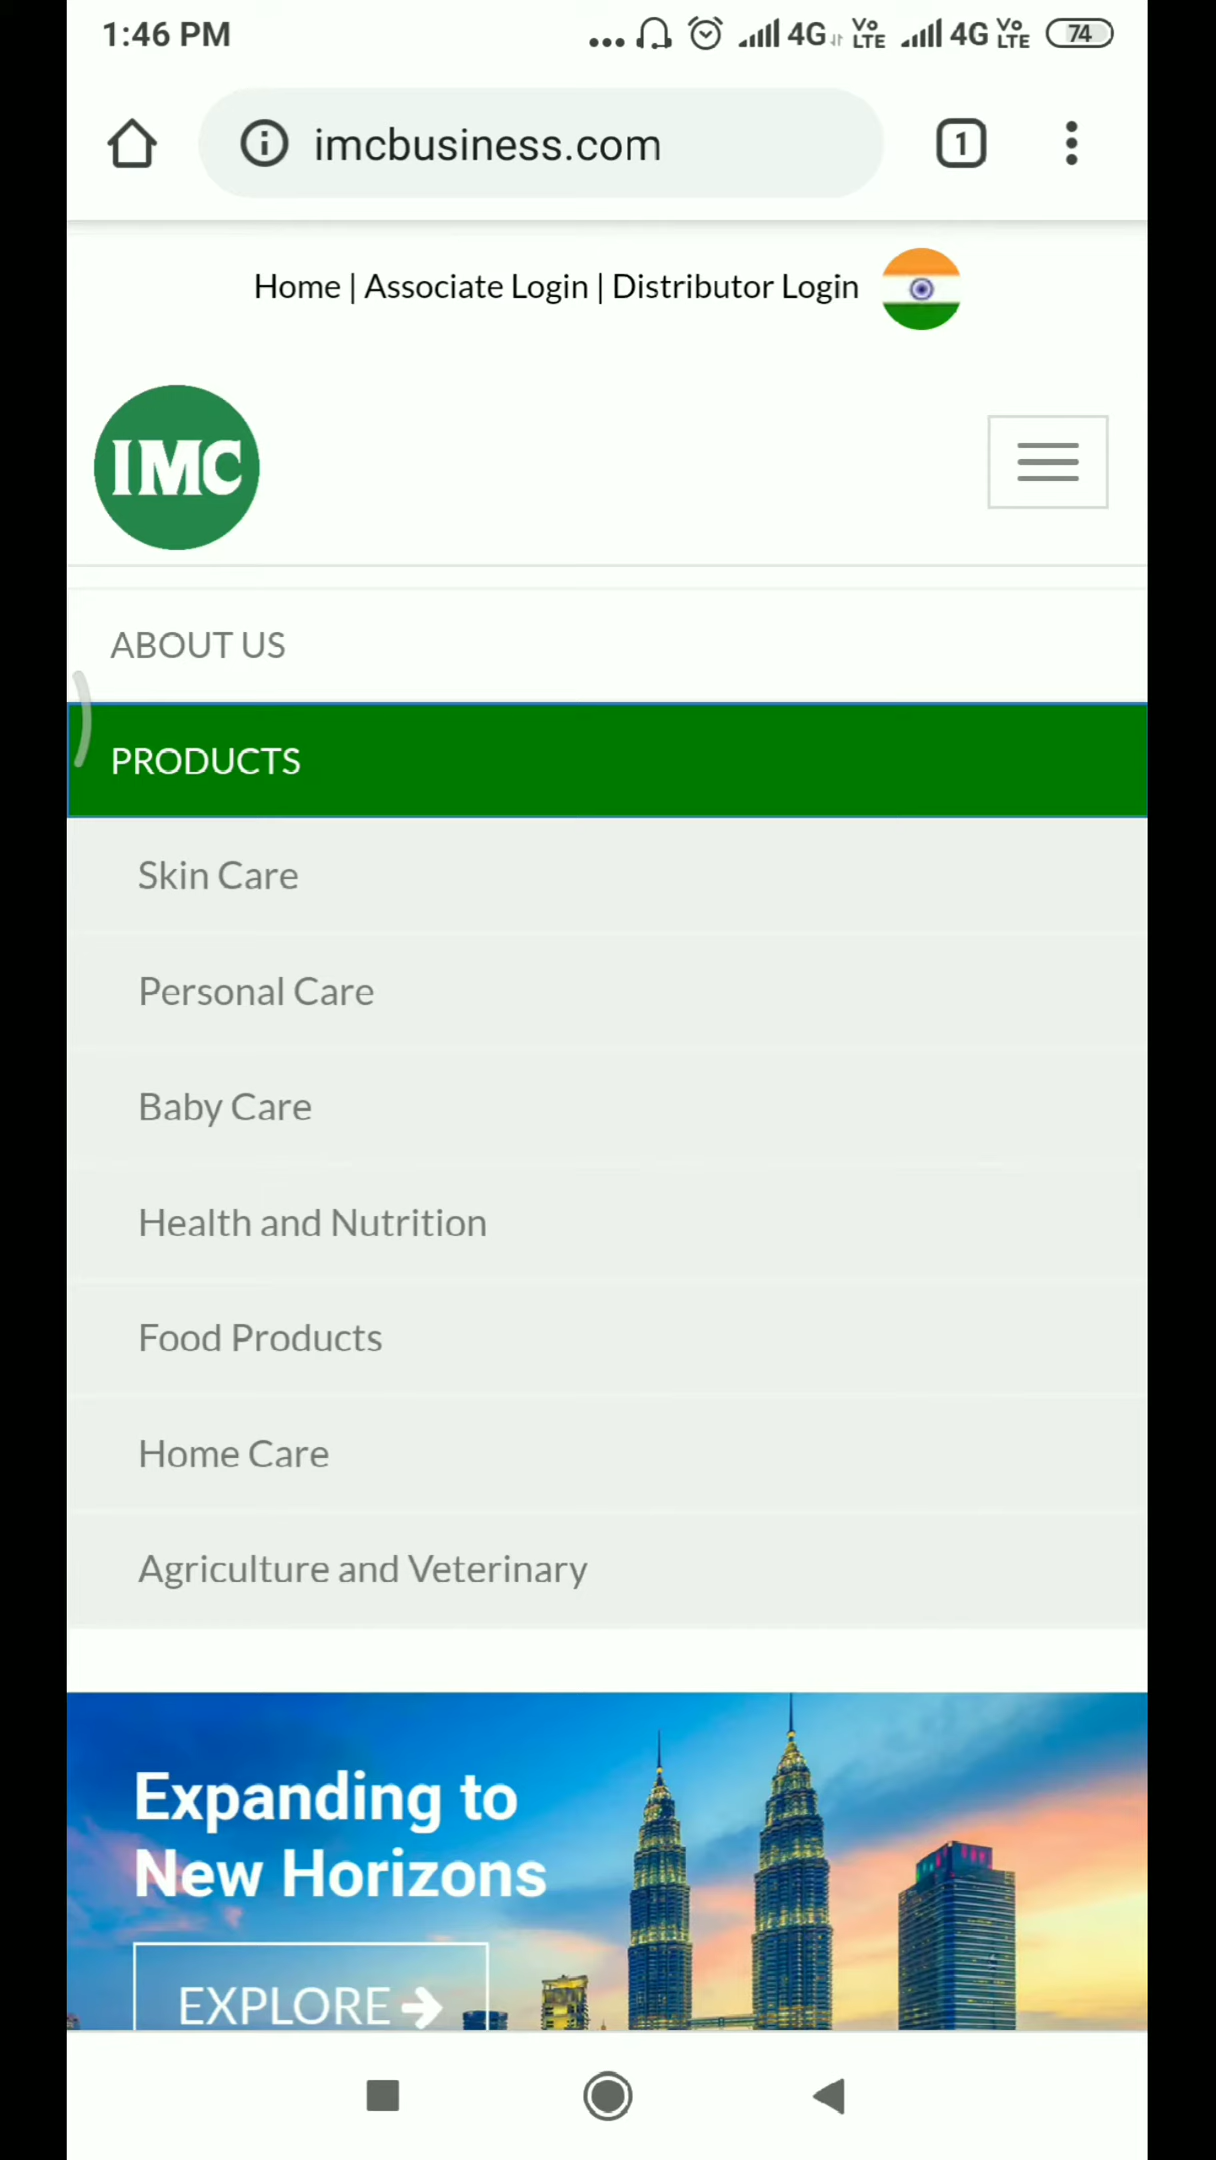 1:46 PM
4G Vo LTE 4G Vo LTE 74
imcbusiness.com
1
Home | Associate Login | Distributor Login
IMC
ABOUT US
PRODUCTS
Skin Care
Personal Care
Baby Care
Health and Nutrition
Food Products
Home Care
Agriculture and Veterinary
Expanding to
New Horizons
EXPLORE